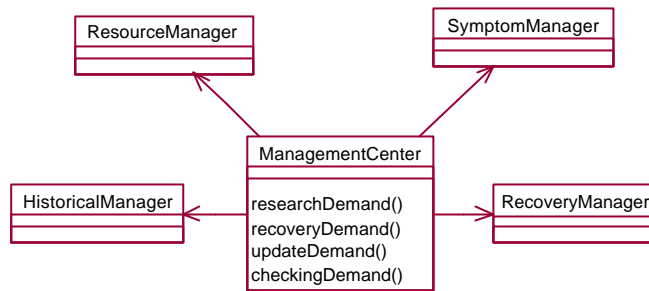 SymptomManager
ResourceManager
ManagementCenter
HistoricalManager
researchDemand()
recoveryDemand()
updateDemand()
checkingDemand()
RecoveryManager